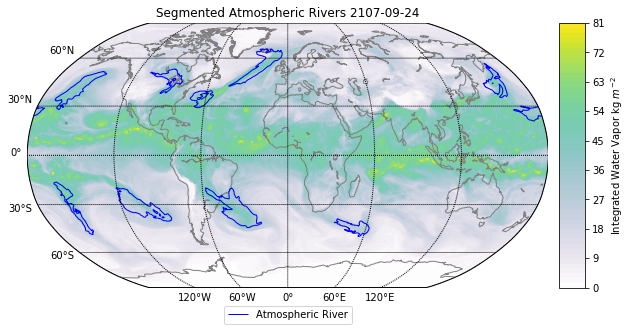 Segmented Atmospheric Rivers 2107-09-24
60°N
30°N
0°
30°S
60°S
120°W 60°W 0° 60°E 120°E
81
72
63
54
45
36
27
18
9
0
Integrated Water Vapor kg m⁻²
Atmospheric River